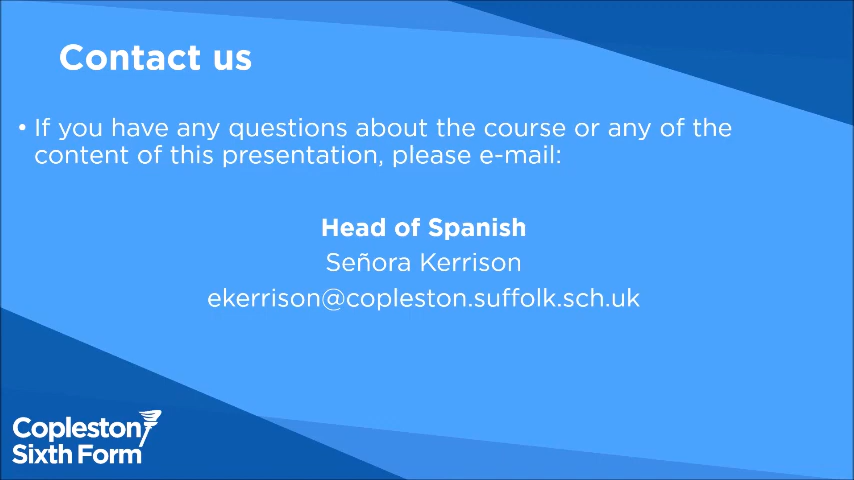 Contact us
• If you have any questions about the course or any of the
content of this presentation, please e-mail:
Head of Spanish
Señora Kerrison
ekerrison@copleston.suffolk.sch.uk
Copleston
Sixth Form